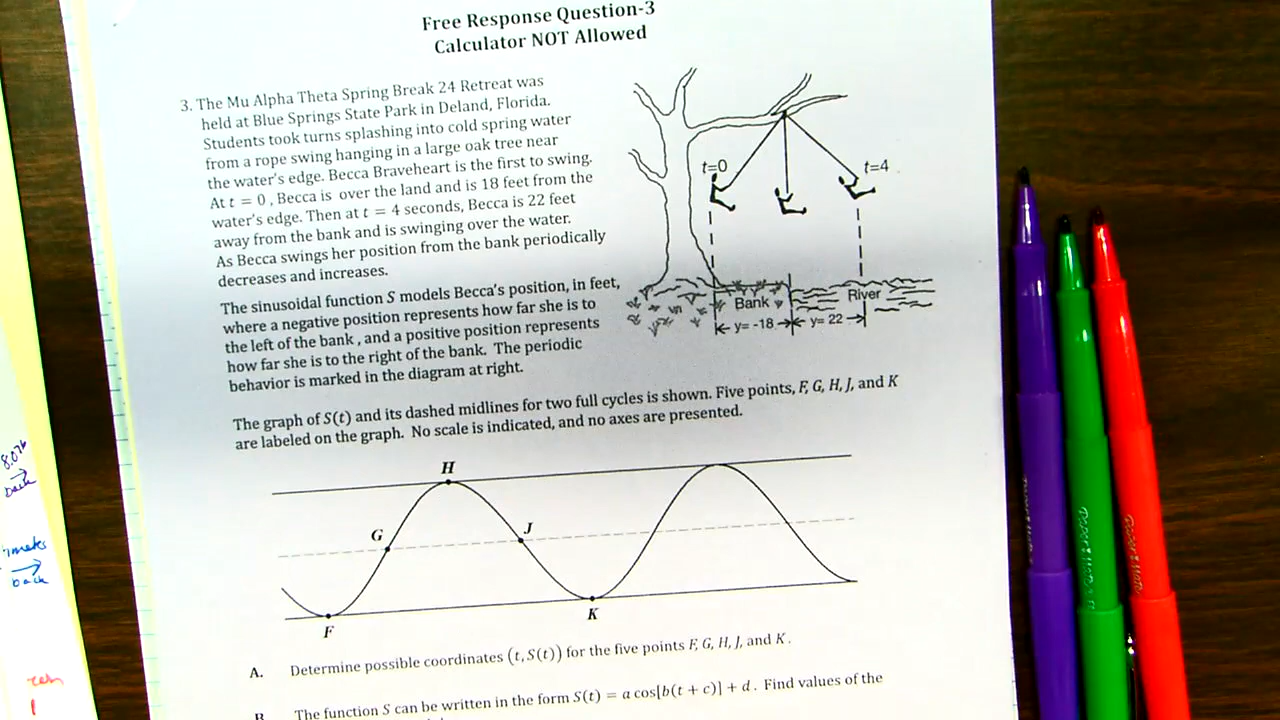 Free Response Question-3
Calculator NOT Allowed
3. The Mu Alpha Theta Spring Break 24 Retreat was
held at Blue Springs State Park in Deland, Florida.
Students took turns splashing into cold spring water
from a rope swing hanging in a large oak tree near
the water's edge. Becca Braveheart is the first to swing.
At t = 0 , Becca is over the land and is 18 feet from the
water's edge. Then at t = 4 seconds, Becca is 22 feet
away from the bank and is swinging over the water.
As Becca swings her position from the bank periodically
decreases and increases.
t=0
t=4
Bank
River
y= -18
y= 22
The sinusoidal function S models Becca's position, in feet,
where a negative position represents how far she is to
the left of the bank , and a positive position represents
how far she is to the right of the bank. The periodic
behavior is marked in the diagram at right.
The graph of S(t) and its dashed midlines for two full cycles is shown. Five points, F, G, H, J, and K
are labeled on the graph. No scale is indicated, and no axes are presented.
H
G
J
F
K
A. Determine possible coordinates (t, S(t)) for the five points F, G, H, J, and K .
B. The function S can be written in the form S(t) = a cos[b(t + c)] + d . Find values of the
8.07
back
back